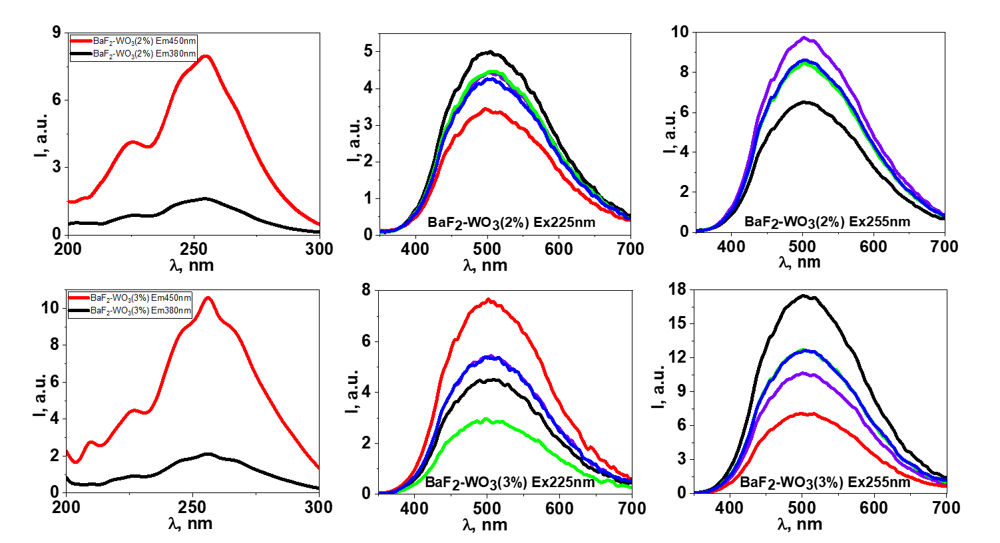 9
6
3
0
200
250
300
I, a.u.
λ, nm
BaF₂-WO₃(2%) Em450nm
BaF₂-WO₃(2%) Em380nm
5
4
3
2
1
0
400
500
600
700
I, a.u.
λ, nm
BaF₂-WO₃(2%) Ex225nm
10
8
6
4
2
0
400
500
600
700
I, a.u.
λ, nm
BaF₂-WO₃(2%) Ex255nm
10
8
6
4
2
0
200
250
300
I, a.u.
λ, nm
BaF₂-WO₃(3%) Em450nm
BaF₂-WO₃(3%) Em380nm
8
6
4
2
0
400
500
600
700
I, a.u.
λ, nm
BaF₂-WO₃(3%) Ex225nm
18
15
12
9
6
3
0
400
500
600
700
I, a.u.
λ, nm
BaF₂-WO₃(3%) Ex255nm